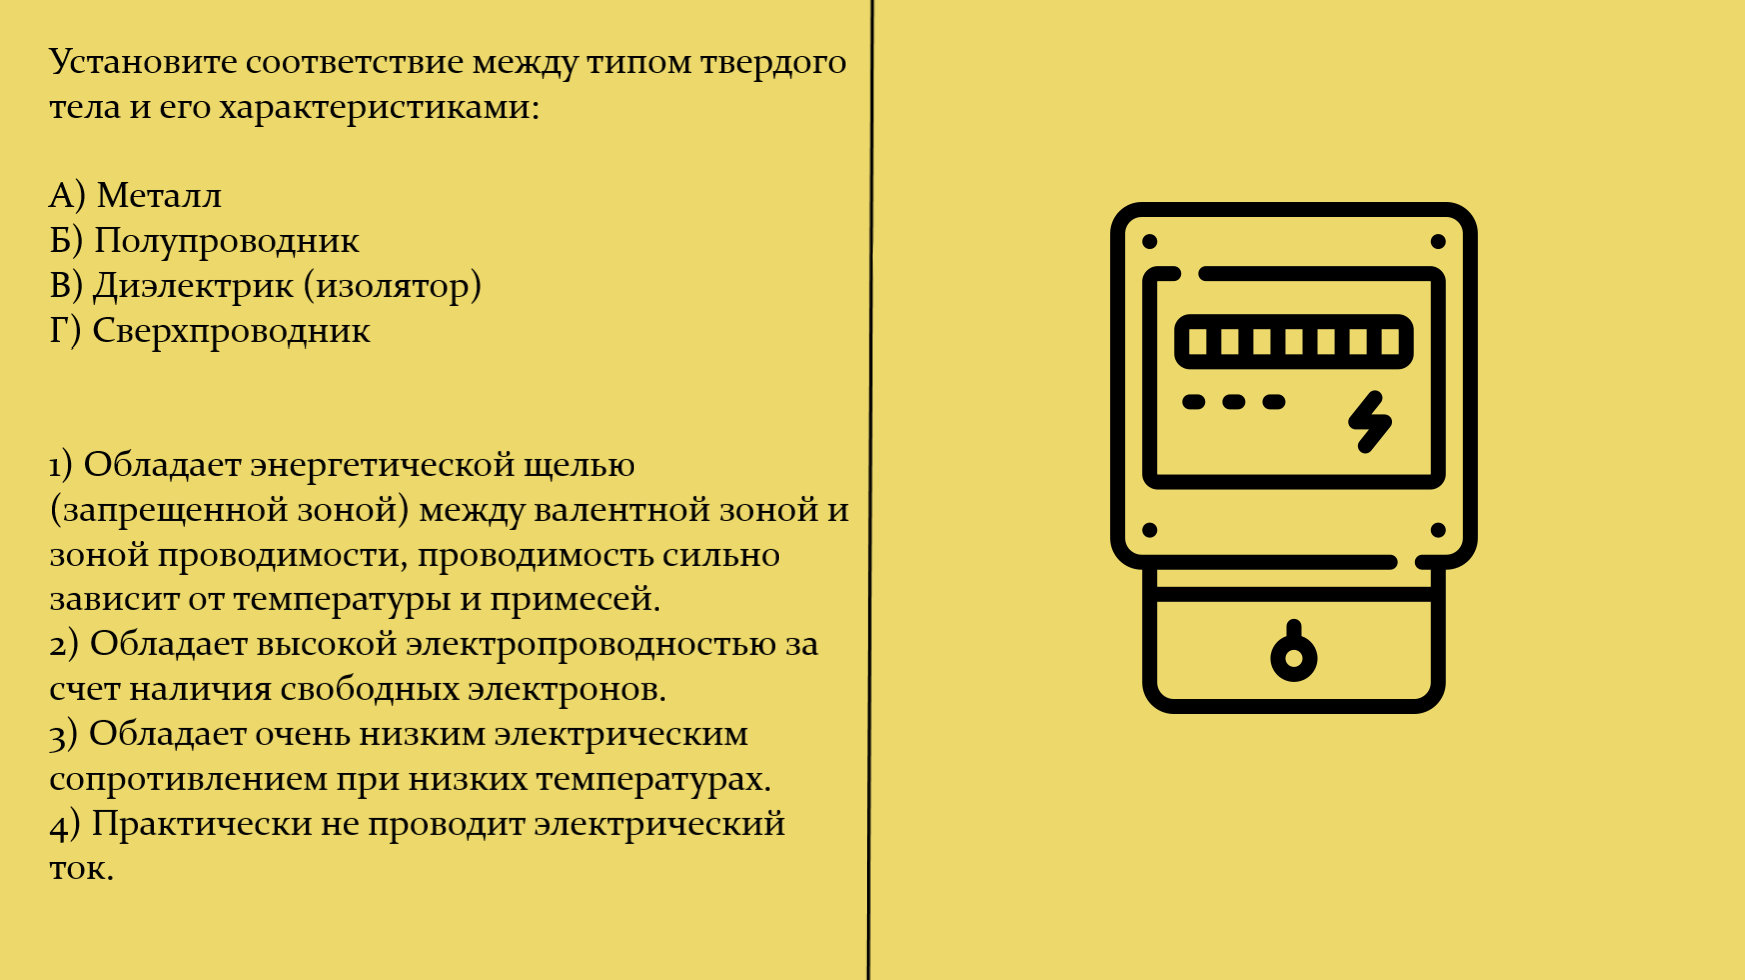 Установите соответствие между типом твердого
тела и его характеристиками:
А) Металл
Б) Полупроводник
В) Диэлектрик (изолятор)
Г) Сверхпроводник
1) Обладает энергетической щелью
(запрещенной зоной) между валентной зоной и
зоной проводимости, проводимость сильно
зависит от температуры и примесей.
2) Обладает высокой электропроводностью за
счет наличия свободных электронов.
3) Обладает очень низким электрическим
сопротивлением при низких температурах.
4) Практически не проводит электрический
ток.